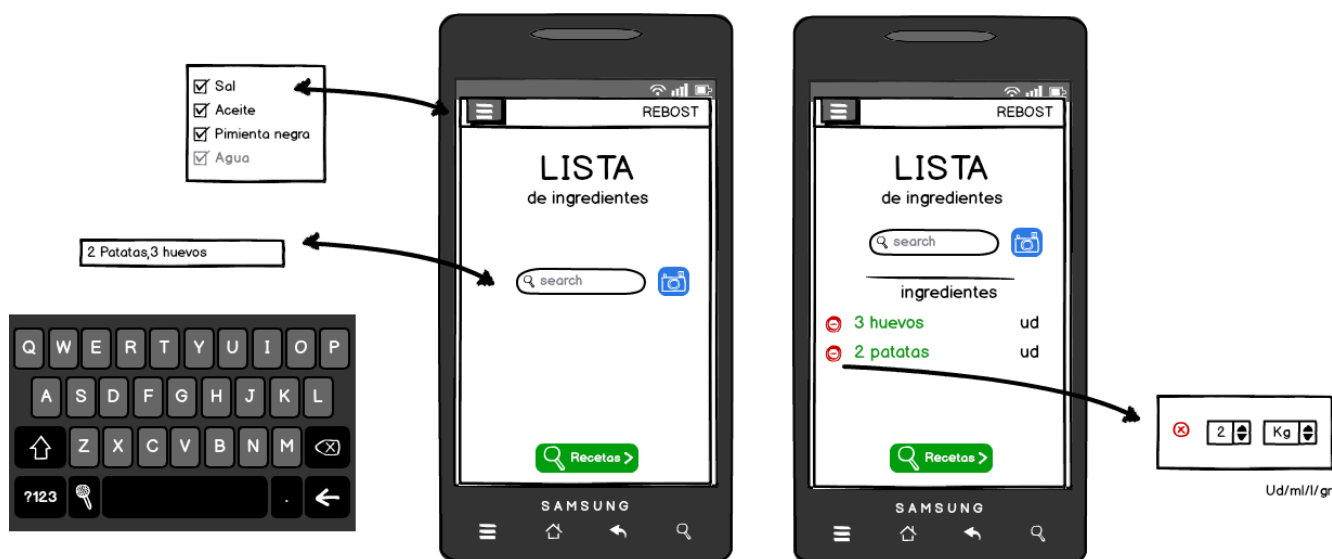 Sal
Aceite
Pimienta negra
Agua
2 Patatas,3 huevos
Q W E R T Y U I O P
A S D F G H J K L
Z X C V B N M
?123 .
REBOST
LISTA
de ingredientes
search
Recetas >
SAMSUNG
REBOST
LISTA
de ingredientes
search
ingredientes
3 huevos ud
2 patatas ud
Recetas >
SAMSUNG
2 Kg
Ud/ml/l/gr